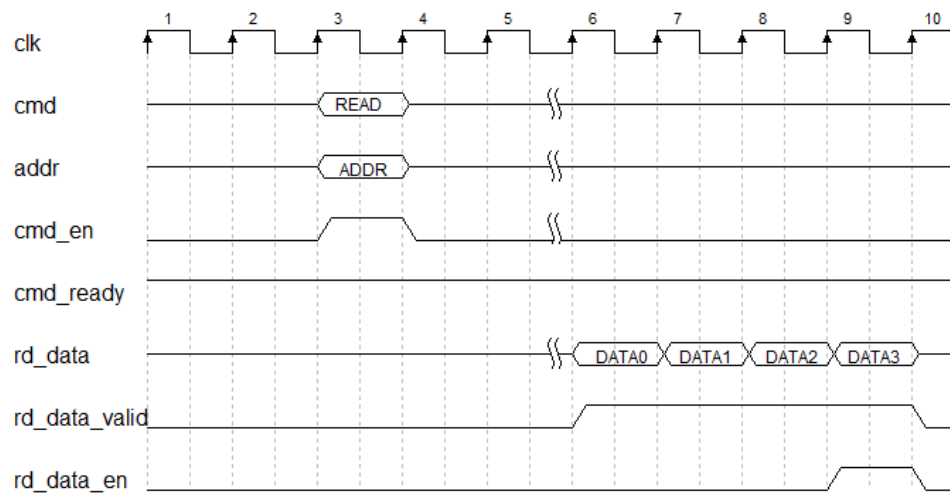 1 2 3 4 5 6 7 8 9 10
clk
cmd READ
addr ADDR
cmd_en
cmd_ready
rd_data DATA0 DATA1 DATA2 DATA3
rd_data_valid
rd_data_en